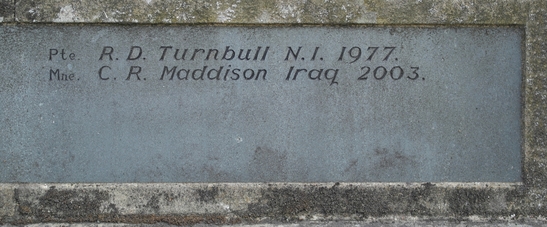 Pte. R. D. Turnbull N. I. 1977.
Mne. C. R. Maddison Iraq 2003.